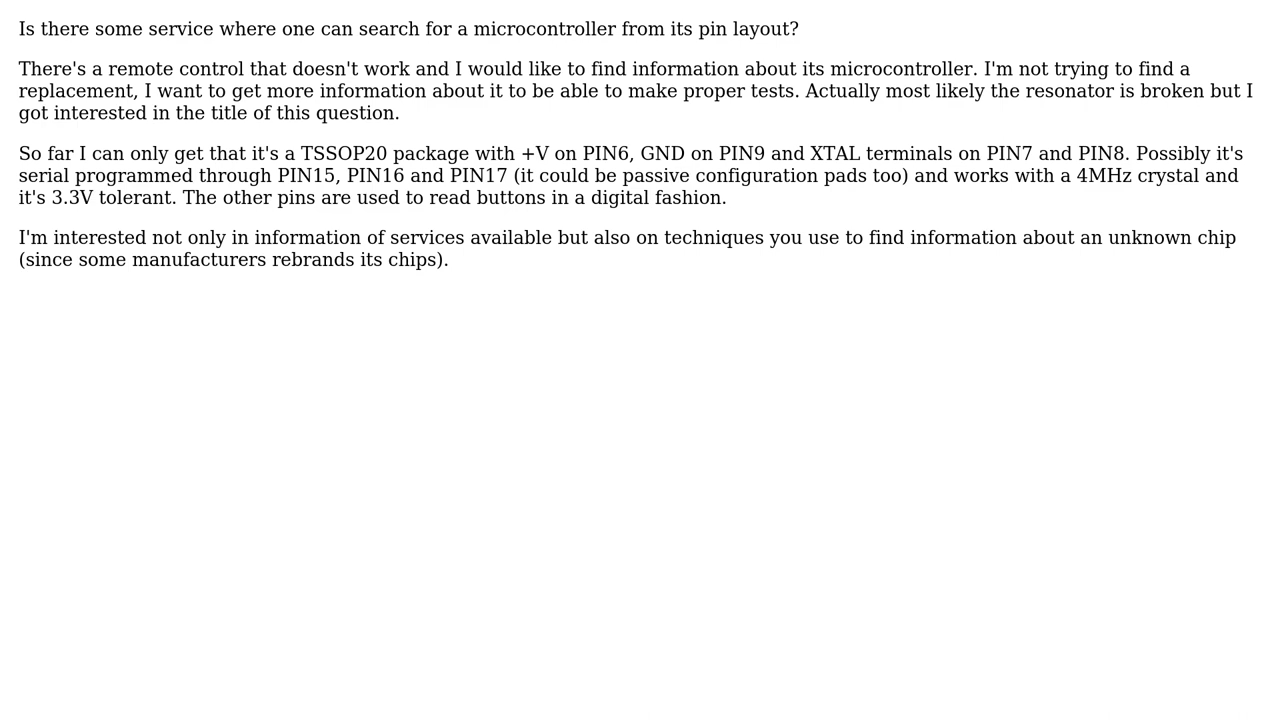 Is there some service where one can search for a microcontroller from its pin layout?
There's a remote control that doesn't work and I would like to find information about its microcontroller. I'm not trying to find a
replacement, I want to get more information about it to be able to make proper tests. Actually most likely the resonator is broken but I
got interested in the title of this question.
So far I can only get that it's a TSSOP20 package with +V on PIN6, GND on PIN9 and XTAL terminals on PIN7 and PIN8. Possibly it's
serial programmed through PIN15, PIN16 and PIN17 (it could be passive configuration pads too) and works with a 4MHz crystal and
it's 3.3V tolerant. The other pins are used to read buttons in a digital fashion.
I'm interested not only in information of services available but also on techniques you use to find information about an unknown chip
(since some manufacturers rebrands its chips).